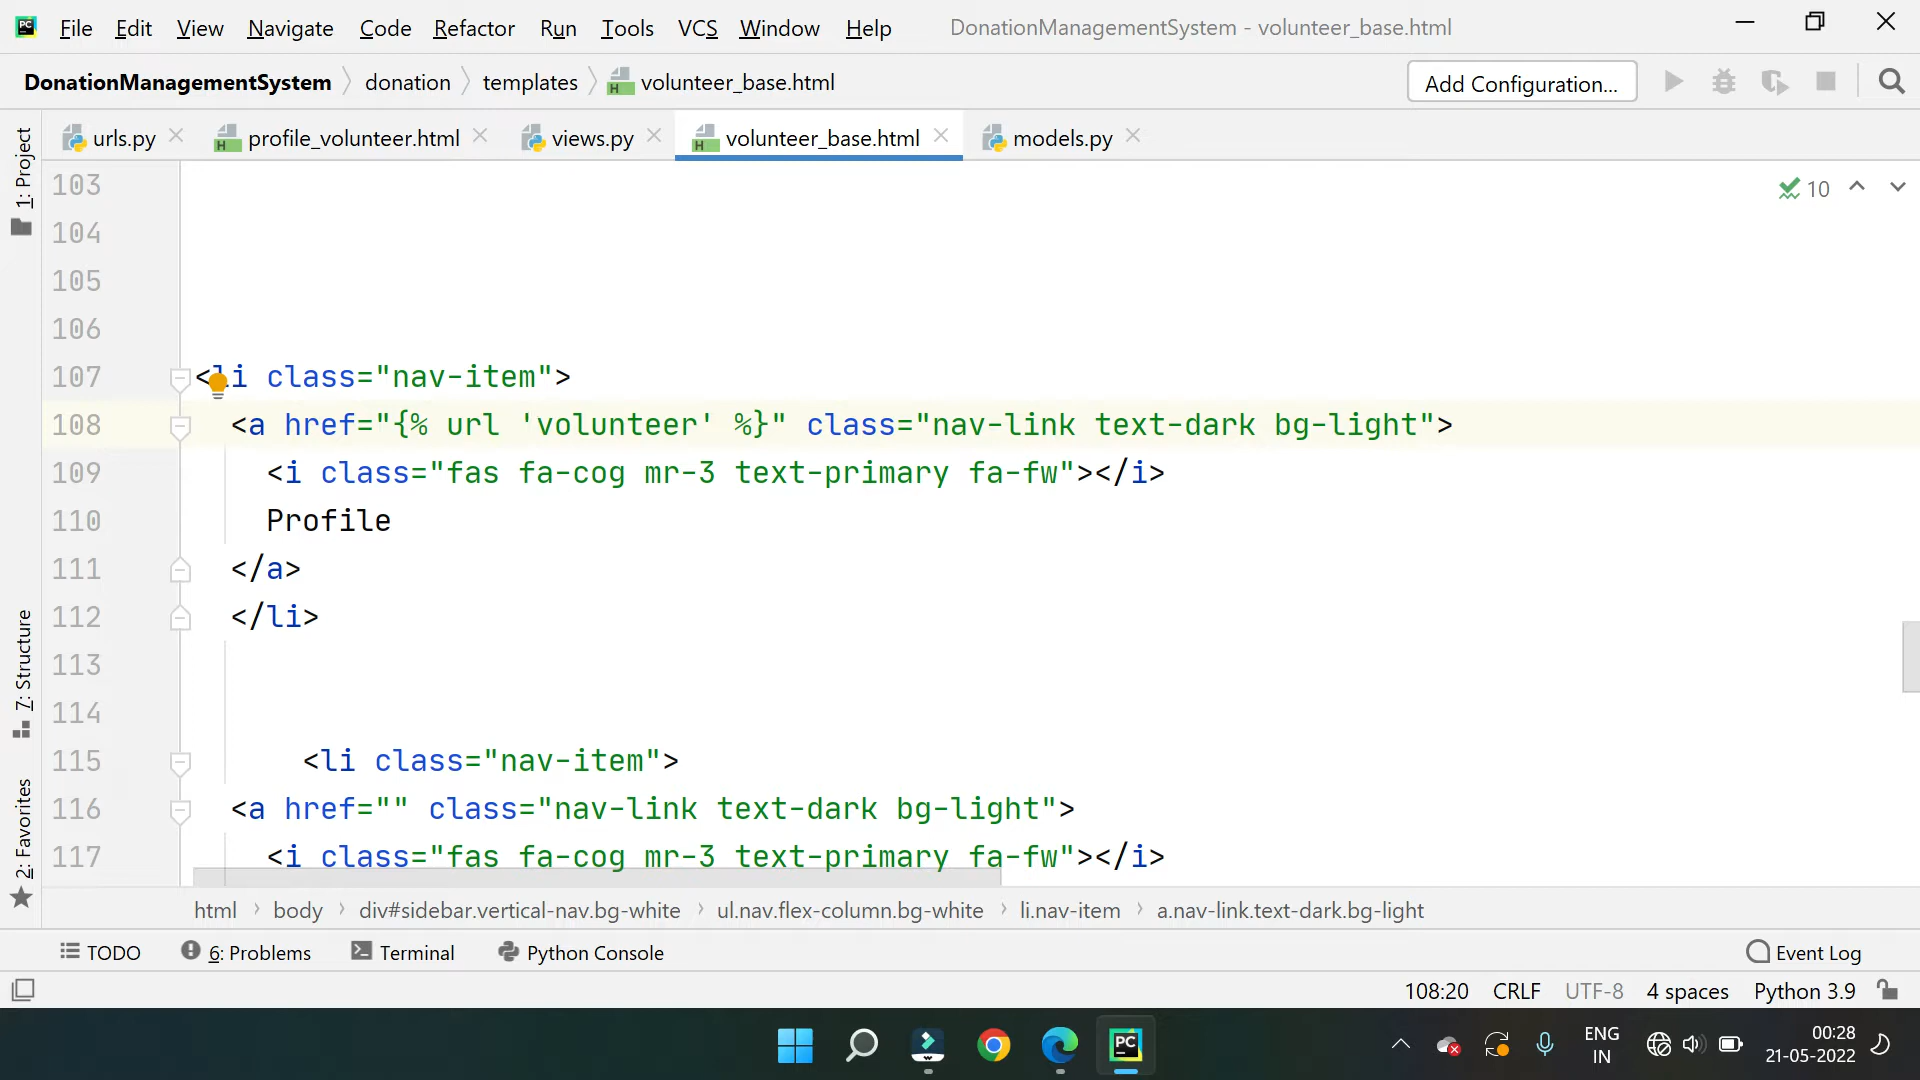 File Edit View Navigate Code Refactor Run Tools VCS Window Help DonationManagementSystem - volunteer_base.html
DonationManagementSystem donation templates volunteer_base.html Add Configuration...
urls.py profile_volunteer.html views.py volunteer_base.html models.py
1: Project
7: Structure
2: Favorites
10
103
104
105
106
107 <li class="nav-item">
108 <a href="{% url 'volunteer' %}" class="nav-link text-dark bg-light">
109 <i class="fas fa-cog mr-3 text-primary fa-fw"></i>
110 Profile
111 </a>
112 </li>
113
114
115 <li class="nav-item">
116 <a href="" class="nav-link text-dark bg-light">
117 <i class="fas fa-cog mr-3 text-primary fa-fw"></i>
html body div#sidebar.vertical-nav.bg-white ul.nav.flex-column.bg-white li.nav-item a.nav-link.text-dark.bg-light
TODO 6: Problems Terminal Python Console Event Log
108:20 CRLF UTF-8 4 spaces Python 3.9
PC
ENG
IN
00:28
21-05-2022